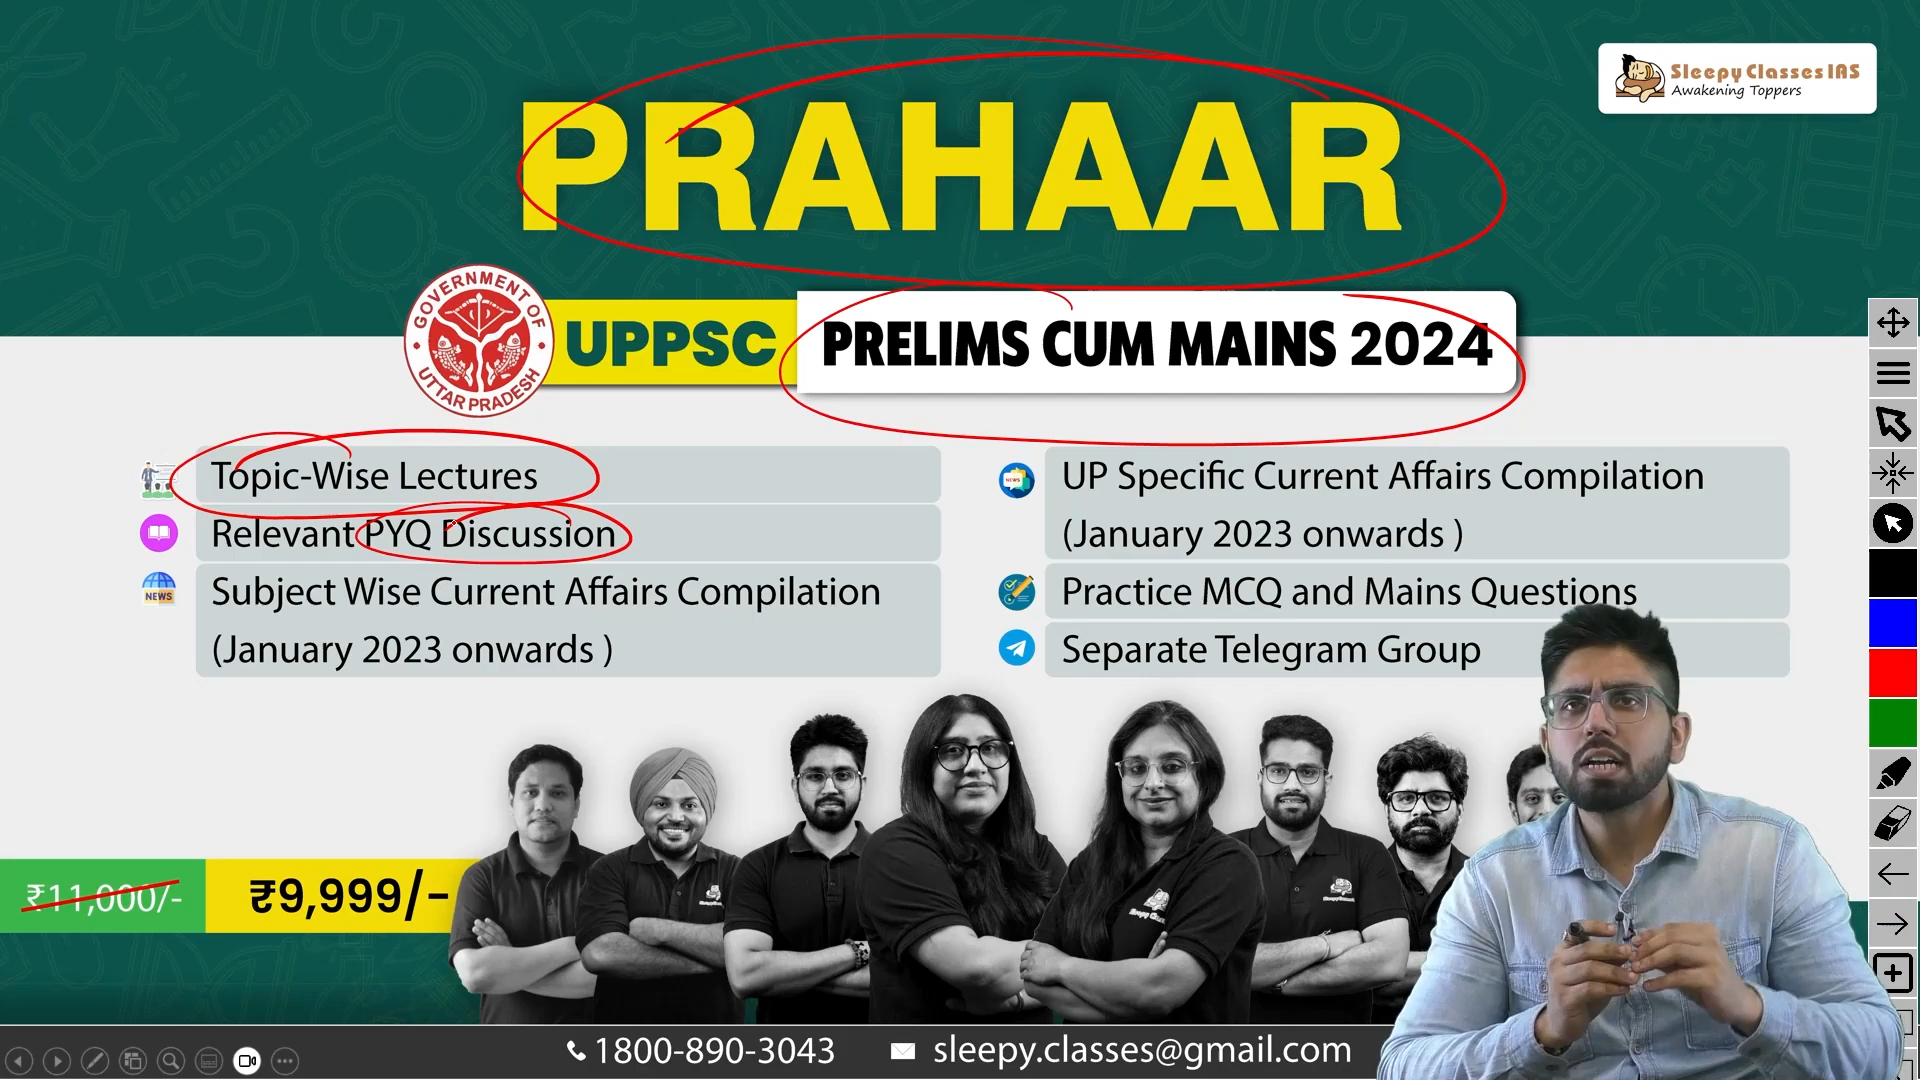 Sleepy Classes IAS
Awakening Toppers
PRAHAAR
GOVERNMENT OF
UTTAR PRADESH
UPPSC
PRELIMS CUM MAINS 2024
Topic-Wise Lectures
Relevant PYQ Discussion
NEWS
Subject Wise Current Affairs Compilation
(January 2023 onwards )
NEWS
UP Specific Current Affairs Compilation
(January 2023 onwards )
Practice MCQ and Mains Questions
Separate Telegram Group
₹11,000/-
₹9,999/-
1800-890-3043
sleepy.classes@gmail.com